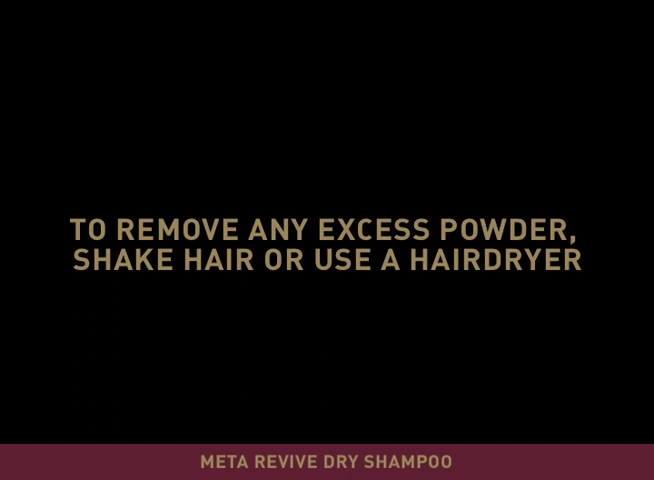 TO REMOVE ANY EXCESS POWDER,
SHAKE HAIR OR USE A HAIRDRYER
META REVIVE DRY SHAMPOO